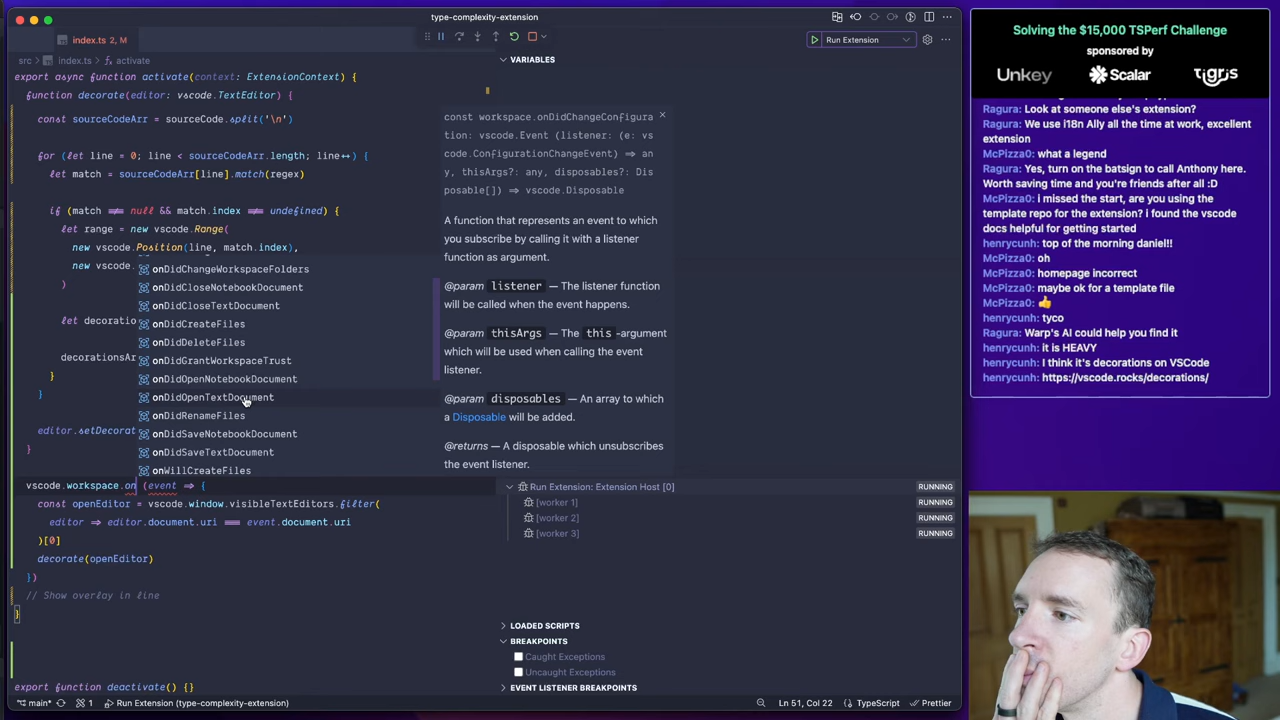 type-complexity-extension
index.ts 2, M
Run Extension
src > index.ts > activate
VARIABLES
export async function activate(context: ExtensionContext) {
function decorate(editor: vscode.TextEditor) {
const sourceCodeArr = sourceCode.split('\n')
for (let line = 0; line < sourceCodeArr.length; line++) {
let match = sourceCodeArr[line].match(regex)
if (match !== null && match.index !== undefined) {
let range = new vscode.Range(
new vscode.Position(line, match.index),
new vscode.
)
let decoratio
decorationsAr
}
}
editor.setDecorat
}
onDidChangeWorkspaceFolders
onDidCloseNotebookDocument
onDidCloseTextDocument
onDidCreateFiles
onDidDeleteFiles
onDidGrantWorkspaceTrust
onDidOpenNotebookDocument
onDidOpenTextDocument
onDidRenameFiles
onDidSaveNotebookDocument
onDidSaveTextDocument
onWillCreateFiles
const workspace.onDidChangeConfigura
tion: vscode.Event (listener: (e: vs
code.ConfigurationChangeEvent) => an
y, thisArgs?: any, disposables?: Dis
posable[]) => vscode.Disposable
A function that represents an event to which
you subscribe by calling it with a listener
function as argument.
@param listener — The listener function
will be called when the event happens.
@param thisArgs — The this -argument
which will be used when calling the event
listener.
@param disposables — An array to which
a Disposable will be added.
@returns — A disposable which unsubscribes
the event listener.
vscode.workspace.on (event => {
const openEditor = vscode.window.visibleTextEditors.filter(
editor => editor.document.uri === event.document.uri
)[0]
decorate(openEditor)
})
// Show overlay in line
}
export function deactivate() {}
Run Extension: Extension Host [0] RUNNING
[worker 1] RUNNING
[worker 2] RUNNING
[worker 3] RUNNING
LOADED SCRIPTS
BREAKPOINTS
Caught Exceptions
Uncaught Exceptions
EVENT LISTENER BREAKPOINTS
main* 1 Run Extension (type-complexity-extension) Ln 51, Col 22 TypeScript Prettier
Solving the $15,000 TSPerf Challenge
sponsored by
Unkey Scalar tigris
Ragura: Look at someone else's extension?
Ragura: We use i18n Ally all the time at work, excellent
extension
McPizza0: what a legend
Ragura: Yes, turn on the batsign to call Anthony here.
Worth saving time and you're friends after all :D
McPizza0: i missed the start, are you using the
template repo for the extension? i found the vscode
docs helpful for getting started
henrycunh: top of the morning daniel!!
McPizza0: oh
McPizza0: homepage incorrect
McPizza0: maybe ok for a template file
McPizza0: 👍
henrycunh: tyco
Ragura: Warp's AI could help you find it
henrycunh: it is HEAVY
henrycunh: I think it's decorations on VSCode
henrycunh: https://vscode.rocks/decorations/